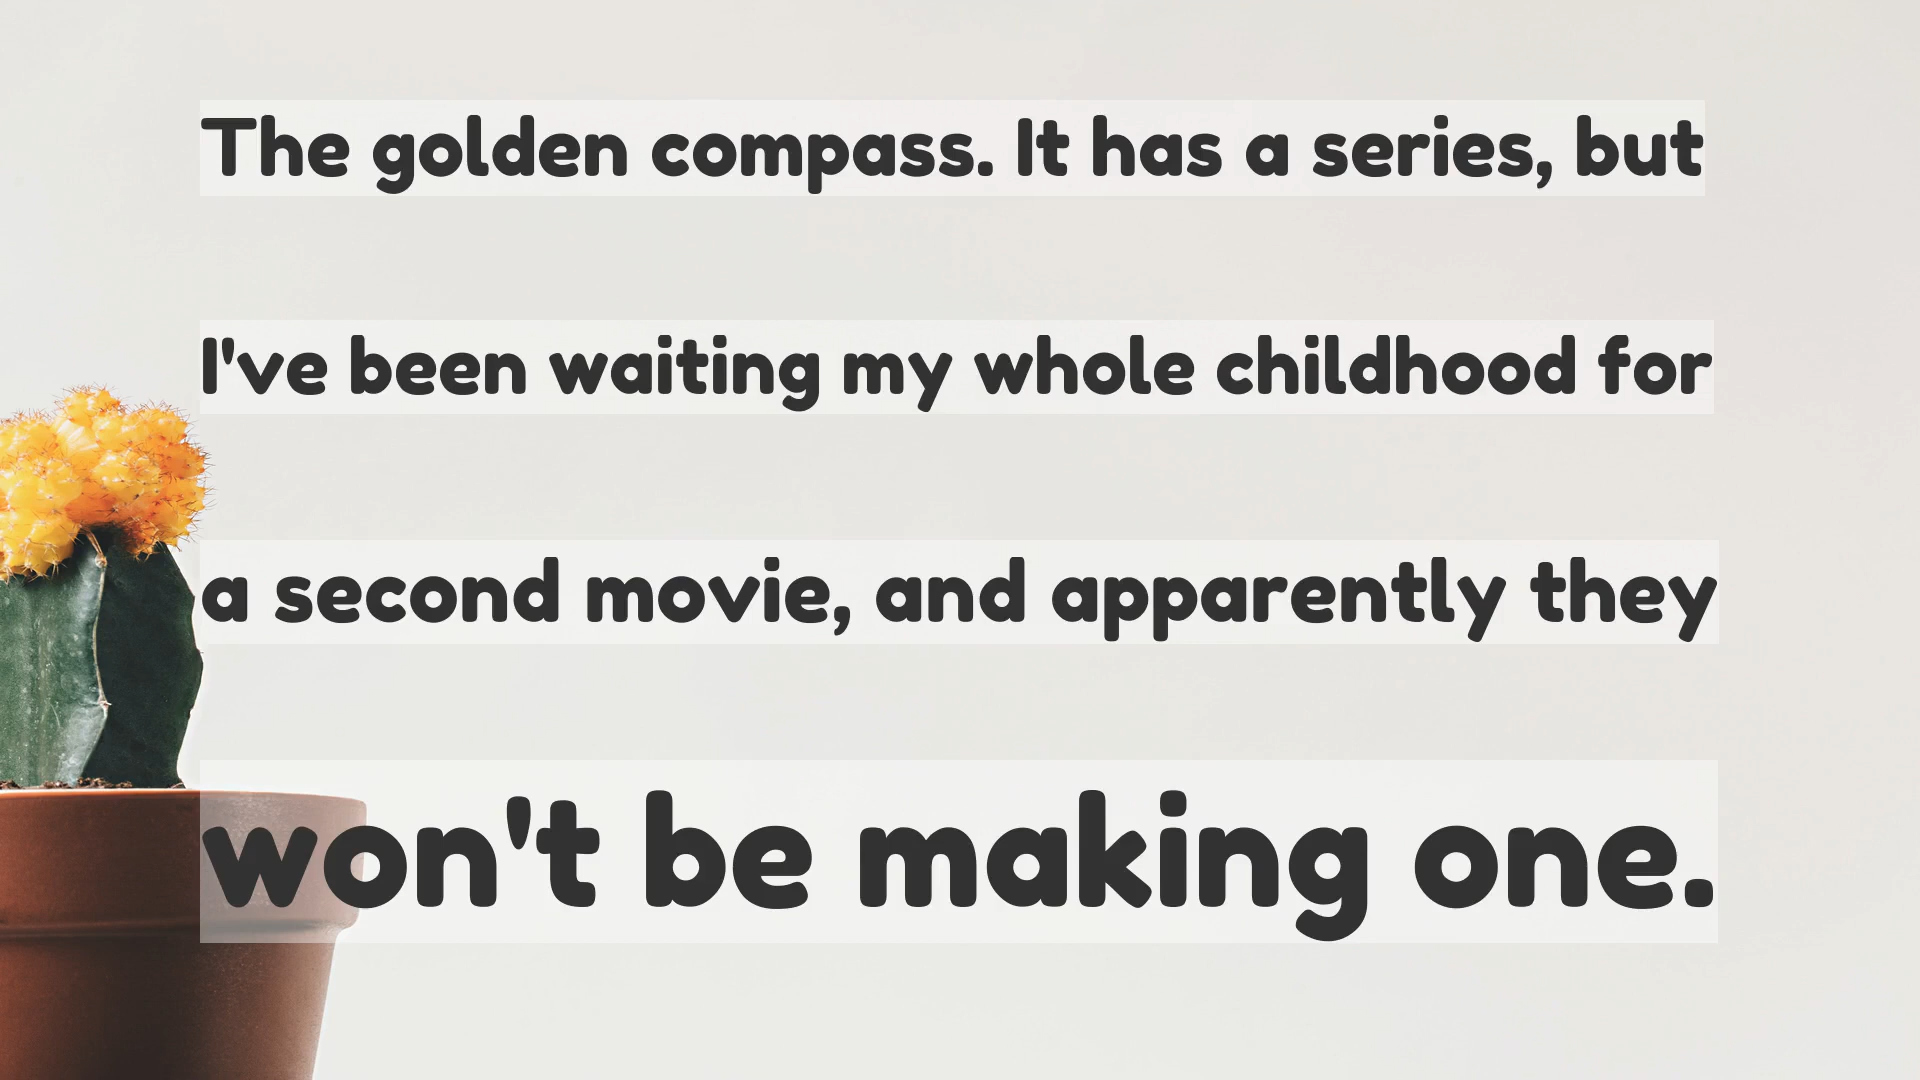 The golden compass. It has a series, but
I've been waiting my whole childhood for
a second movie, and apparently they
won't be making one.